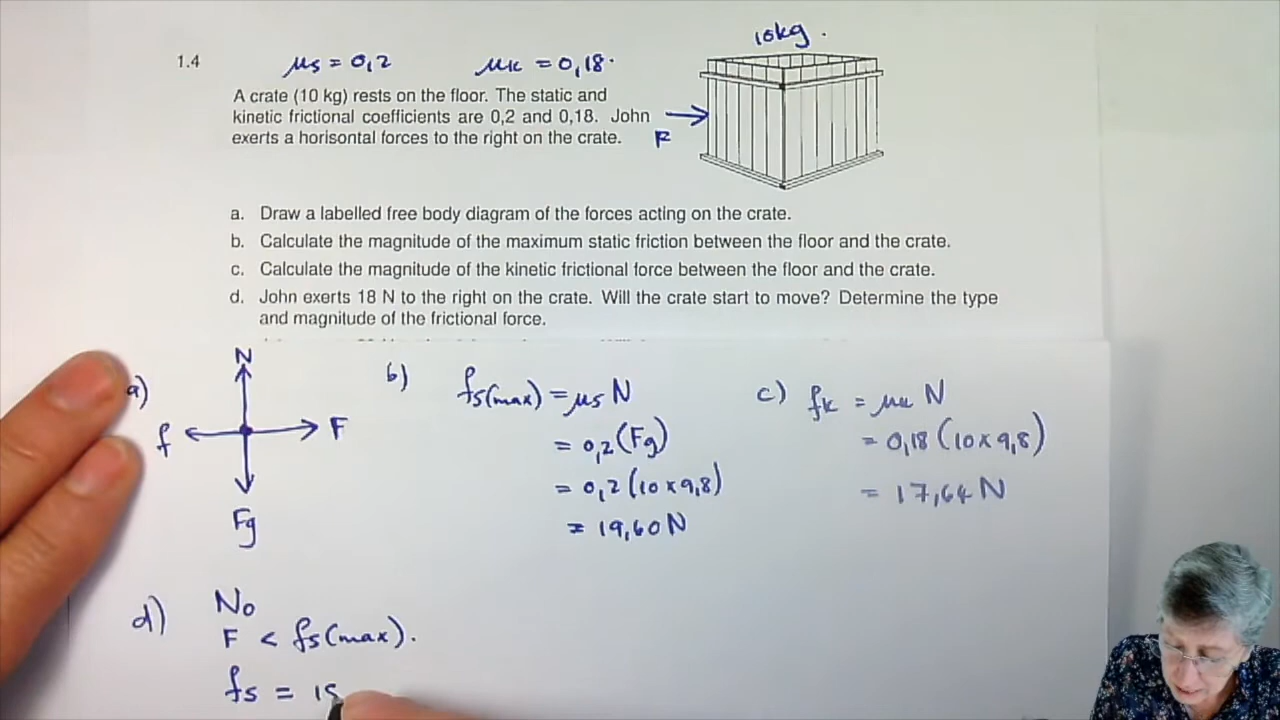 10kg.
1.4
μs = 0,2
μk = 0,18.
A crate (10 kg) rests on the floor. The static and
kinetic frictional coefficients are 0,2 and 0,18. John
exerts a horisontal forces to the right on the crate.
F
a. Draw a labelled free body diagram of the forces acting on the crate.
b. Calculate the magnitude of the maximum static friction between the floor and the crate.
c. Calculate the magnitude of the kinetic frictional force between the floor and the crate.
d. John exerts 18 N to the right on the crate. Will the crate start to move? Determine the type
and magnitude of the frictional force.
a)
N
f
F
Fg
b)
fs(max) = μs N
= 0,2 (Fg)
= 0,2 (10 × 9,8)
= 19,60 N
c)
fk = μk N
= 0,18 (10 × 9,8)
= 17,64 N
d)
No
F < fs(max).
fs =